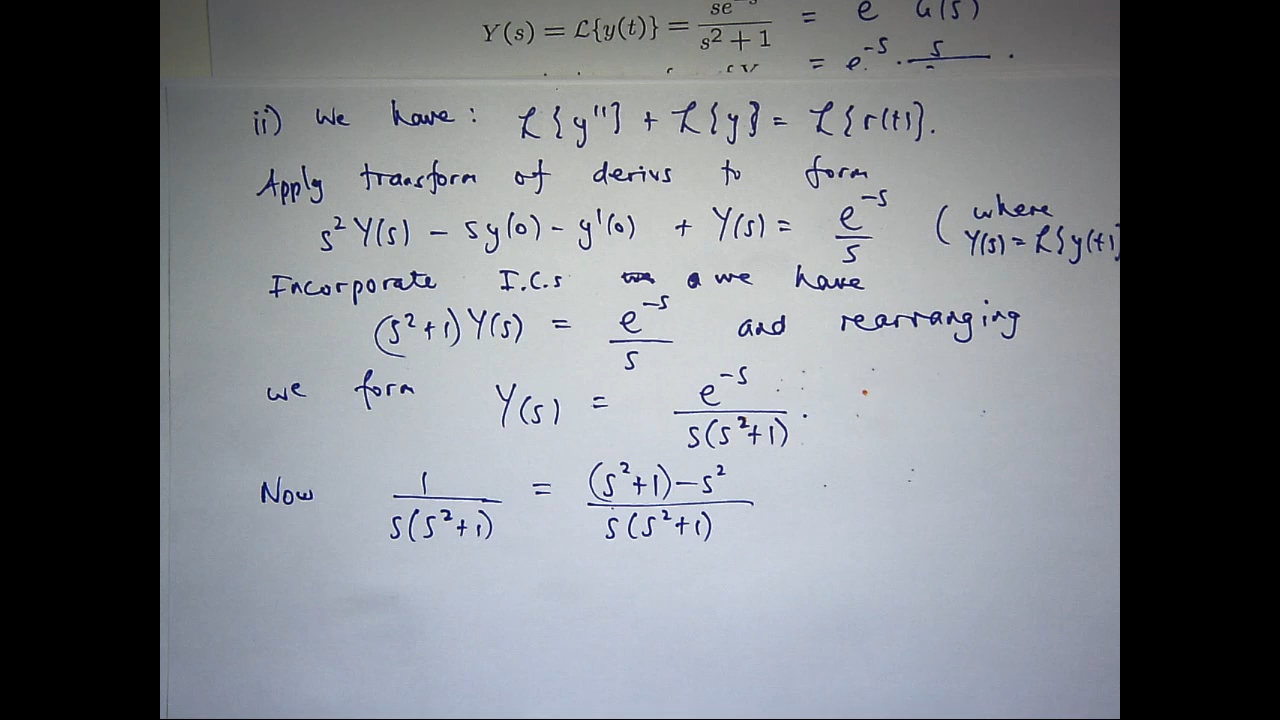 Y(s) = ℒ{y(t)} = se / s² + 1 = e G(s)
= e⁻ˢ · s
ii) We have: ℒ{y''} + ℒ{y} = ℒ{r(t)}.
Apply transform of derivs to form
s²Y(s) - sy(0) - y'(0) + Y(s) = e⁻ˢ / s (where
Y(s) = ℒ{y(t)
Incorporate I.C.s a we have
(s²+1)Y(s) = e⁻ˢ / s and rearranging
we form Y(s) = e⁻ˢ / s(s²+1).
Now 1 / s(s²+1) = (s²+1)-s² / s(s²+1)